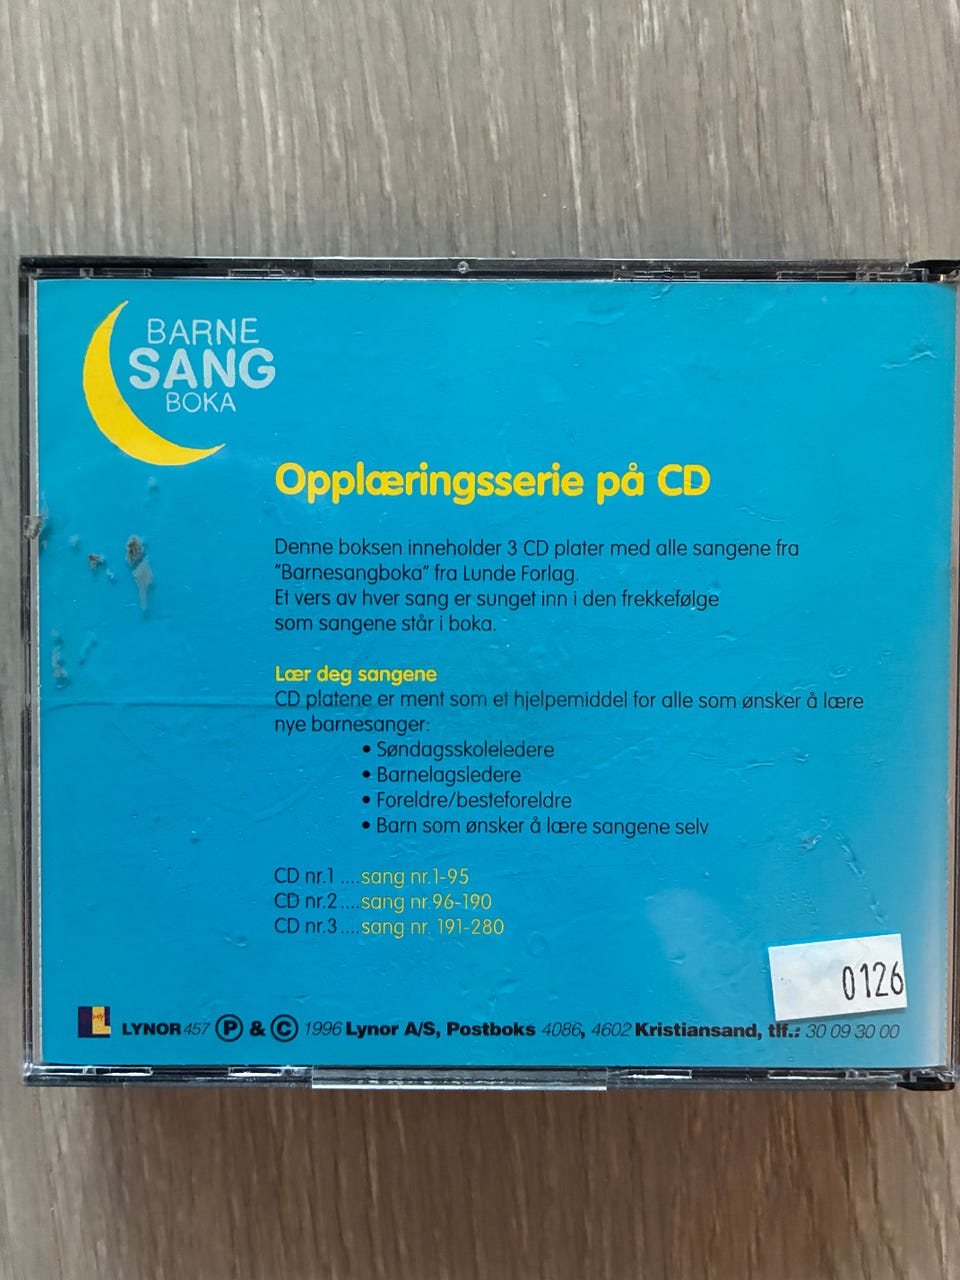 BARNE
SANG
BOKA
Opplæringsserie på CD
Denne boksen inneholder 3 CD plater med alle sangene fra
"Barnesangboka" fra Lunde Forlag.
Et vers av hver sang er sunget inn i den frekkefølge
som sangene står i boka.
Lær deg sangene
CD platene er ment som et hjelpemiddel for alle som ønsker å lære
nye barnesanger:
• Søndagsskoleledere
• Barnelagsledere
• Foreldre/besteforeldre
• Barn som ønsker å lære sangene selv
CD nr.1 ....sang nr.1-95
CD nr.2....sang nr.96-190
CD nr.3....sang nr. 191-280
0126
LYNOR 457 Ⓟ & © 1996 Lynor A/S, Postboks 4086, 4602 Kristiansand, tlf.: 30 09 30 00